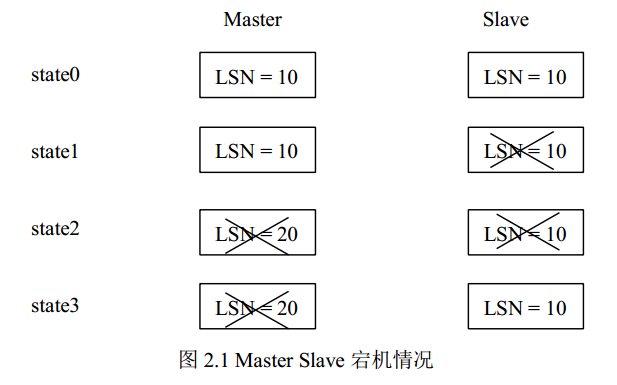 Master Slave
state0 LSN = 10 LSN = 10
state1 LSN = 10 LSN = 10
state2 LSN = 20 LSN = 10
state3 LSN = 20 LSN = 10
图 2.1 Master Slave 宕机情况